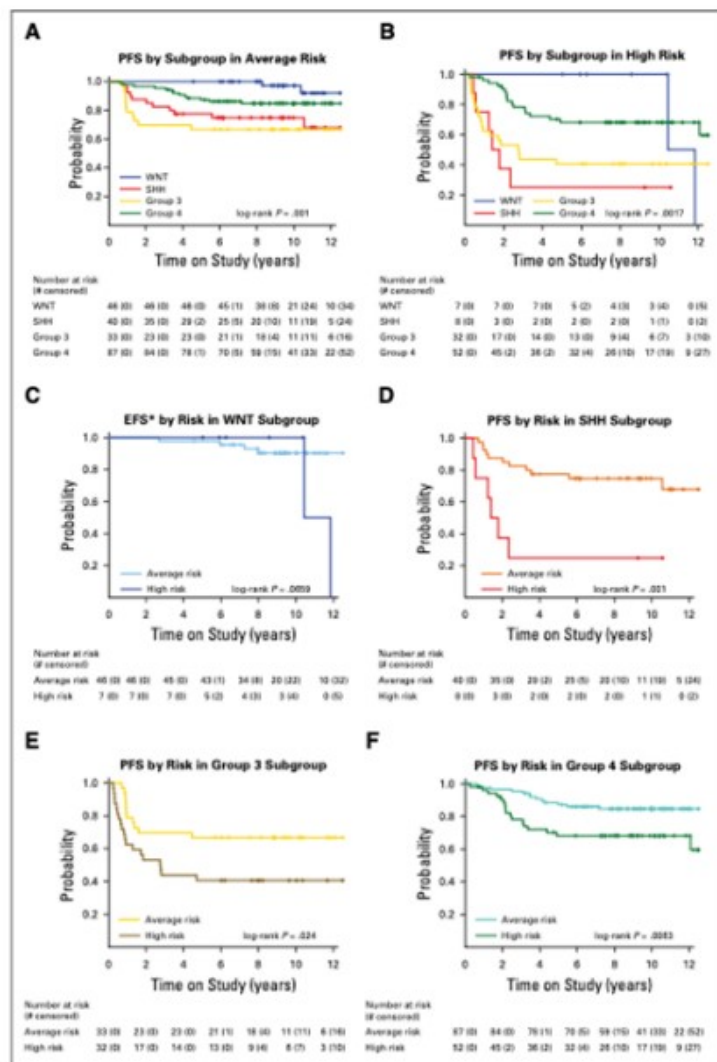 A
PFS by Subgroup in Average Risk
Probability
1.0
0.8
0.6
0.4
0.2
WNT
SHH
Group 3
Group 4
log-rank P = .001
0 2 4 6 8 10 12
Time on Study (years)
Number at risk
(# censored)
WNT 46 (0) 46 (0) 46 (0) 45 (1) 38 (8) 21 (24) 10 (34)
SHH 40 (0) 35 (0) 29 (2) 25 (5) 20 (10) 11 (19) 5 (24)
Group 3 33 (0) 23 (0) 23 (0) 21 (1) 18 (4) 11 (11) 6 (16)
Group 4 87 (0) 84 (0) 78 (1) 70 (5) 59 (15) 41 (33) 22 (52)
B
PFS by Subgroup in High Risk
Probability
1.0
0.8
0.6
0.4
0.2
WNT
SHH
Group 3
Group 4
log-rank P = .0017
0 2 4 6 8 10 12
Time on Study (years)
Number at risk
(# censored)
WNT 7 (0) 7 (0) 7 (0) 5 (2) 4 (3) 3 (4) 0 (5)
SHH 8 (0) 3 (0) 2 (0) 2 (0) 2 (0) 1 (1) 0 (2)
Group 3 32 (0) 17 (0) 14 (0) 13 (0) 9 (4) 6 (7) 3 (10)
Group 4 52 (0) 45 (2) 36 (2) 32 (4) 26 (10) 17 (19) 9 (27)
C
EFS* by Risk in WNT Subgroup
Probability
1.0
0.8
0.6
0.4
0.2
Average risk
High risk
log-rank P =
0 2 4 6 8 10 12
Time on Study (years)
Number at risk
(# censored)
Average risk 46 (0) 46 (0) 45 (0) 43 (1) 34 (8) 20 (22) 10 (32)
High risk 7 (0) 7 (0) 7 (0) 5 (2) 4 (3) 3 (4) 0 (5)
D
PFS by Risk in SHH Subgroup
Probability
1.0
0.8
0.6
0.4
0.2
Average risk
High risk
log-rank P = .001
0 2 4 6 8 10 12
Time on Study (years)
Number at risk
(# censored)
Average risk 40 (0) 35 (0) 29 (2) 25 (5) 20 (10) 11 (19) 5 (24)
High risk 8 (0) 3 (0) 2 (0) 2 (0) 2 (0) 1 (1) 0 (2)
E
PFS by Risk in Group 3 Subgroup
Probability
1.0
0.8
0.6
0.4
0.2
Average risk
High risk
log-rank P = .024
0 2 4 6 8 10 12
Time on Study (years)
Number at risk
(# censored)
Average risk 33 (0) 23 (0) 23 (0) 21 (1) 18 (4) 11 (11) 6 (16)
High risk 32 (0) 17 (0) 14 (0) 13 (0) 9 (4) 6 (7) 3 (10)
F
PFS by Risk in Group 4 Subgroup
Probability
1.0
0.8
0.6
0.4
0.2
Average risk
High risk
log-rank P =
0 2 4 6 8 10 12
Time on Study (years)
Number at risk
(# censored)
Average risk 87 (0) 84 (0) 78 (1) 70 (5) 59 (15) 41 (33) 22 (52)
High risk 52 (0) 45 (2) 36 (2) 32 (4) 26 (10) 17 (19) 9 (27)